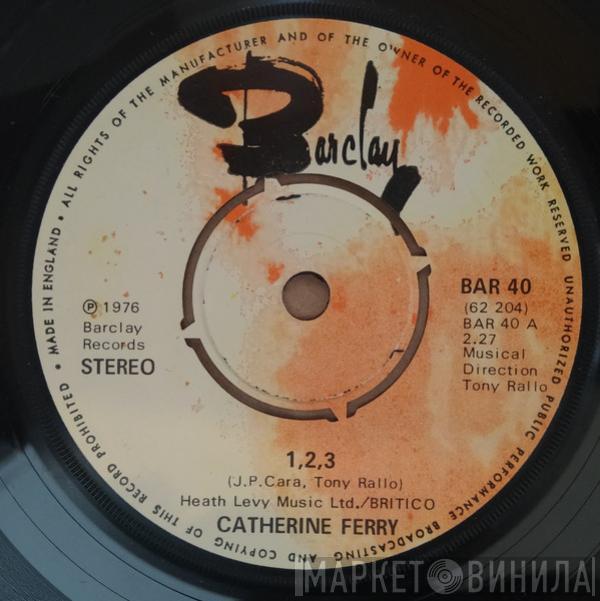 • ALL RIGHTS OF THE MANUFACTURER AND OF THE OWNER OF THE RECORDED WORK RESERVED UNAUTHORIZED PUBLIC PERFORMANCE BROADCASTING AND COPYING OF THIS RECORD PROHIBITED • MADE IN ENGLAND
Barclay
℗ 1976
Barclay
Records
STEREO
BAR 40
(62 204)
BAR 40 A
2.27
Musical
Direction
Tony Rallo
1,2,3
(J.P.Cara, Tony Rallo)
Heath Levy Music Ltd./BRITICO
CATHERINE FERRY
МАРКЕТ ВИНИЛА